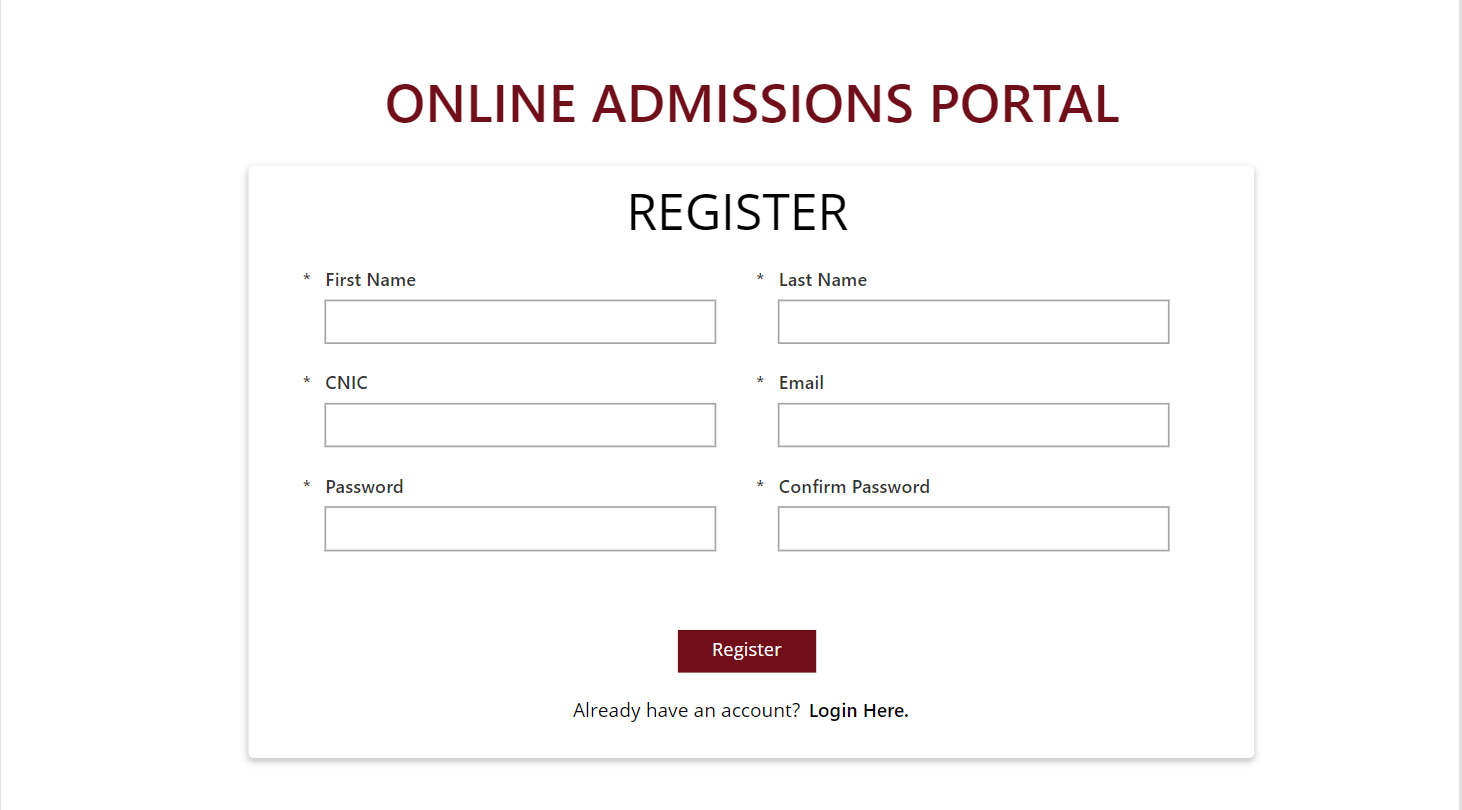 ONLINE ADMISSIONS PORTAL
REGISTER
* First Name * Last Name
* CNIC * Email
* Password * Confirm Password
Register
Already have an account? Login Here.